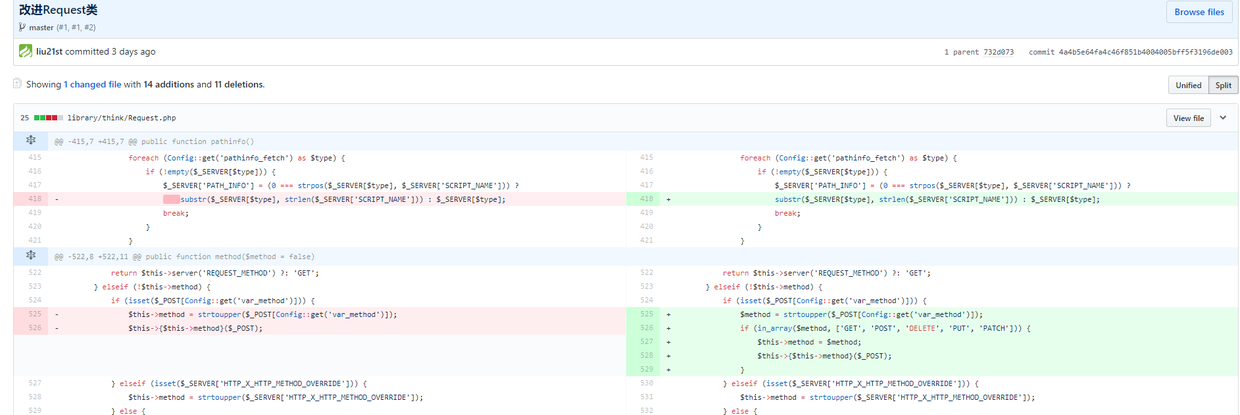 改进Request类
master (#1, #1, #2)
Browse files
liu21st committed 3 days ago
1 parent 732d073 commit 4a4b5e64fa4c46f851b4004005bff5f3196de003
Showing 1 changed file with 14 additions and 11 deletions.
Unified Split
25 library/think/Request.php
View file
@@ -415,7 +415,7 @@ public function pathinfo()
415 foreach (Config::get('pathinfo_fetch') as $type) {
416 if (!empty($_SERVER[$type])) {
417 $_SERVER['PATH_INFO'] = (0 === strpos($_SERVER[$type], $_SERVER['SCRIPT_NAME'])) ?
418 - substr($_SERVER[$type], strlen($_SERVER['SCRIPT_NAME'])) : $_SERVER[$type];
419 break;
420 }
421 }
415 foreach (Config::get('pathinfo_fetch') as $type) {
416 if (!empty($_SERVER[$type])) {
417 $_SERVER['PATH_INFO'] = (0 === strpos($_SERVER[$type], $_SERVER['SCRIPT_NAME'])) ?
418 + substr($_SERVER[$type], strlen($_SERVER['SCRIPT_NAME'])) : $_SERVER[$type];
419 break;
420 }
421 }
@@ -522,8 +522,11 @@ public function method($method = false)
522 return $this->server('REQUEST_METHOD') ?: 'GET';
523 } elseif (!$this->method) {
524 if (isset($_POST[Config::get('var_method')])) {
525 - $this->method = strtoupper($_POST[Config::get('var_method')]);
526 - $this->{$this->method}($_POST);
527 } elseif (isset($_SERVER['HTTP_X_HTTP_METHOD_OVERRIDE'])) {
528 $this->method = strtoupper($_SERVER['HTTP_X_HTTP_METHOD_OVERRIDE']);
529 } else {
522 return $this->server('REQUEST_METHOD') ?: 'GET';
523 } elseif (!$this->method) {
524 if (isset($_POST[Config::get('var_method')])) {
525 + $method = strtoupper($_POST[Config::get('var_method')]);
526 + if (in_array($method, ['GET', 'POST', 'DELETE', 'PUT', 'PATCH'])) {
527 + $this->method = $method;
528 + $this->{$this->method}($_POST);
529 + }
530 } elseif (isset($_SERVER['HTTP_X_HTTP_METHOD_OVERRIDE'])) {
531 $this->method = strtoupper($_SERVER['HTTP_X_HTTP_METHOD_OVERRIDE']);
532 } else {